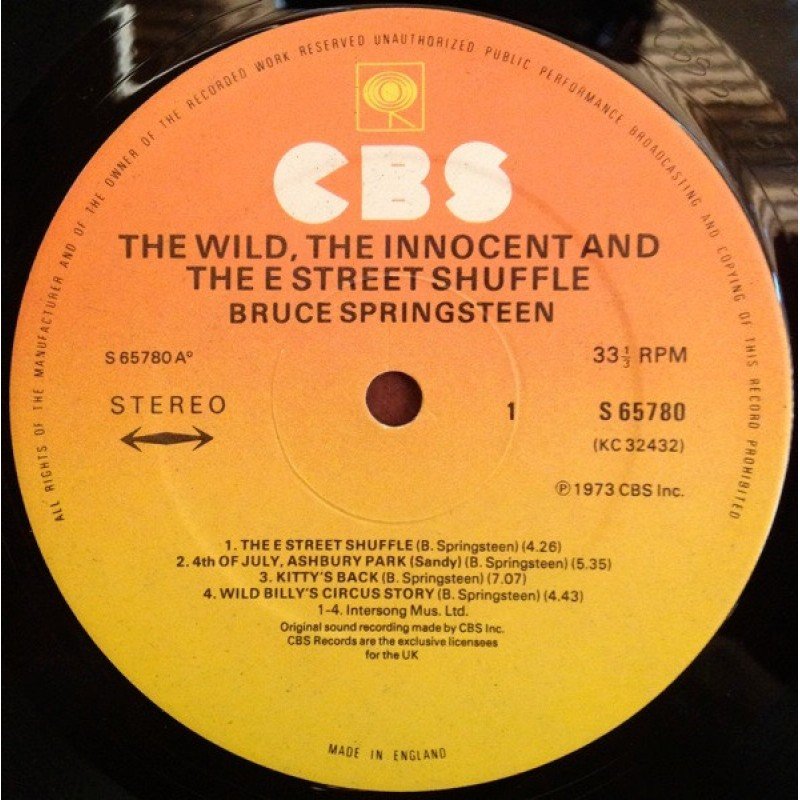 ALL RIGHTS OF THE MANUFACTURER AND OF THE OWNER OF THE RECORDED WORK RESERVED UNAUTHORIZED PUBLIC PERFORMANCE BROADCASTING AND COPYING OF THIS RECORD PROHIBITED
CBS
THE WILD, THE INNOCENT AND
THE E STREET SHUFFLE
BRUCE SPRINGSTEEN
S 65780 Aº
33⅓ RPM
STEREO
1
S 65780
(KC 32432)
℗ 1973 CBS Inc.
1. THE E STREET SHUFFLE (B. Springsteen) (4.26)
2. 4th OF JULY, ASHBURY PARK (Sandy) (B. Springsteen) (5.35)
3. KITTY'S BACK (B. Springsteen) (7.07)
4. WILD BILLY'S CIRCUS STORY (B. Springsteen) (4.43)
1-4. Intersong Mus. Ltd.
Original sound recording made by CBS Inc.
CBS Records are the exclusive licensees
for the UK
MADE IN ENGLAND